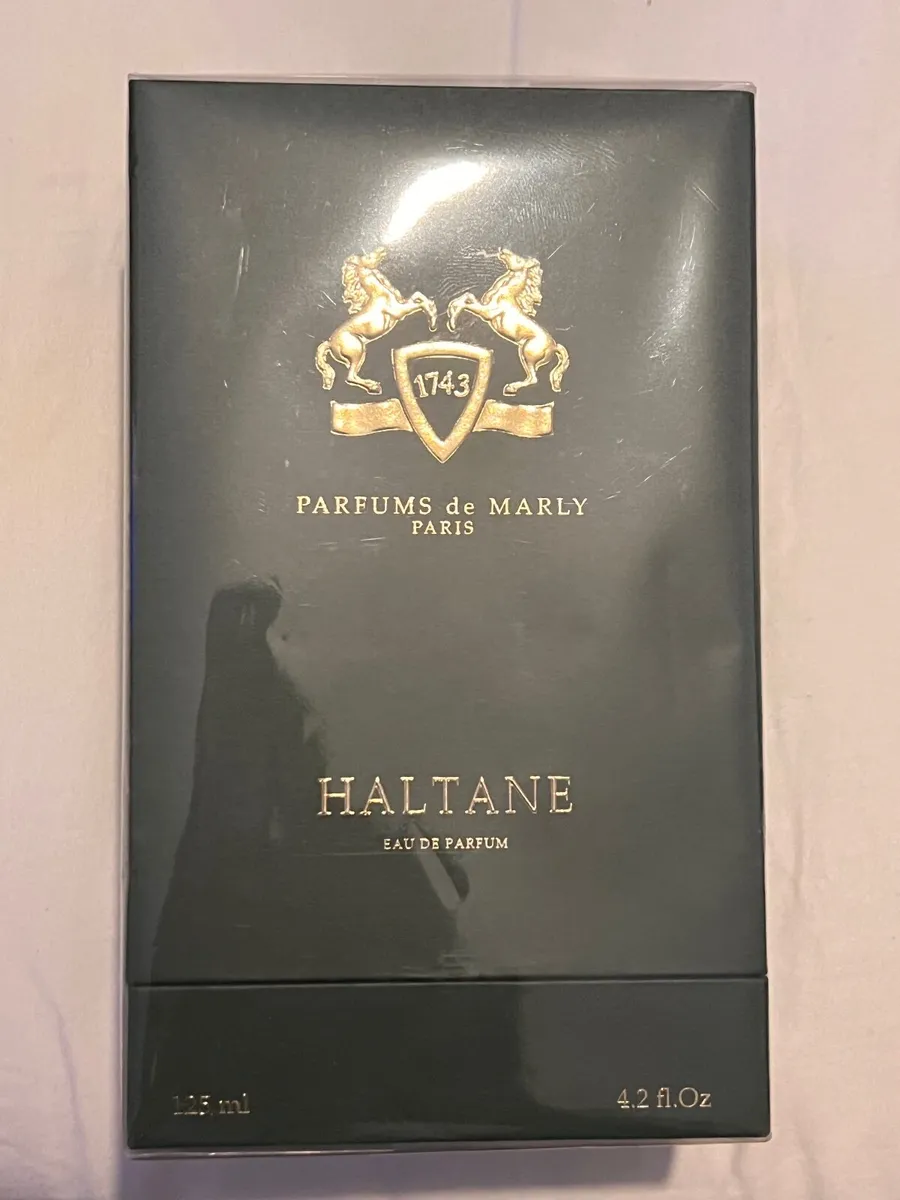 1743
PARFUMS de MARLY
PARIS
HALTANE
EAU DE PARFUM
125 ml
4.2 fl.Oz